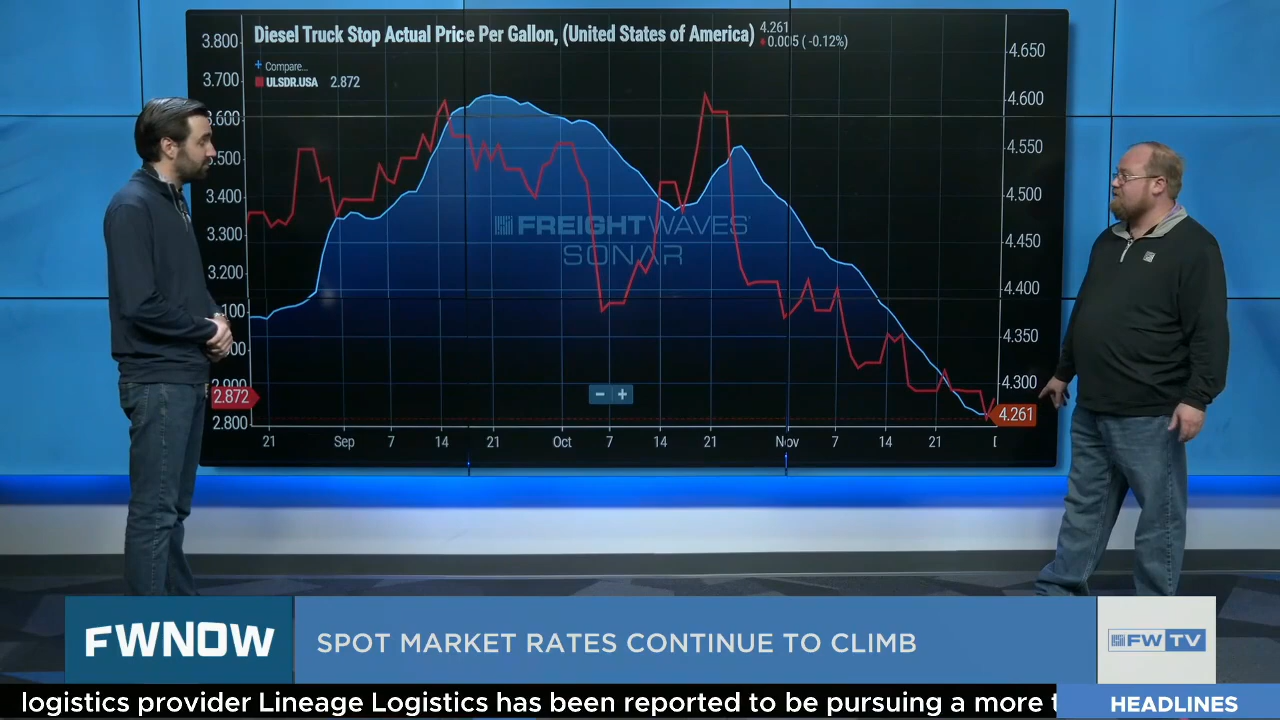 Diesel Truck Stop Actual Price Per Gallon, (United States of America)
4.261
0.005 ( -0.12%)
+ Compare...
ULSDR.USA 2.872
3.800
3.700
3.600
3.500
3.400
3.300
3.200
2.900
2.872
2.800
4.650
4.600
4.550
4.500
4.450
4.400
4.350
4.300
4.261
FREIGHTWAVES
SONAR
− +
21 Sep 7 14 21 Oct 7 14 21 Nov 7 14 21
FWNOW
SPOT MARKET RATES CONTINUE TO CLIMB
FW TV
logistics provider Lineage Logistics has been reported to be pursuing a more
HEADLINES